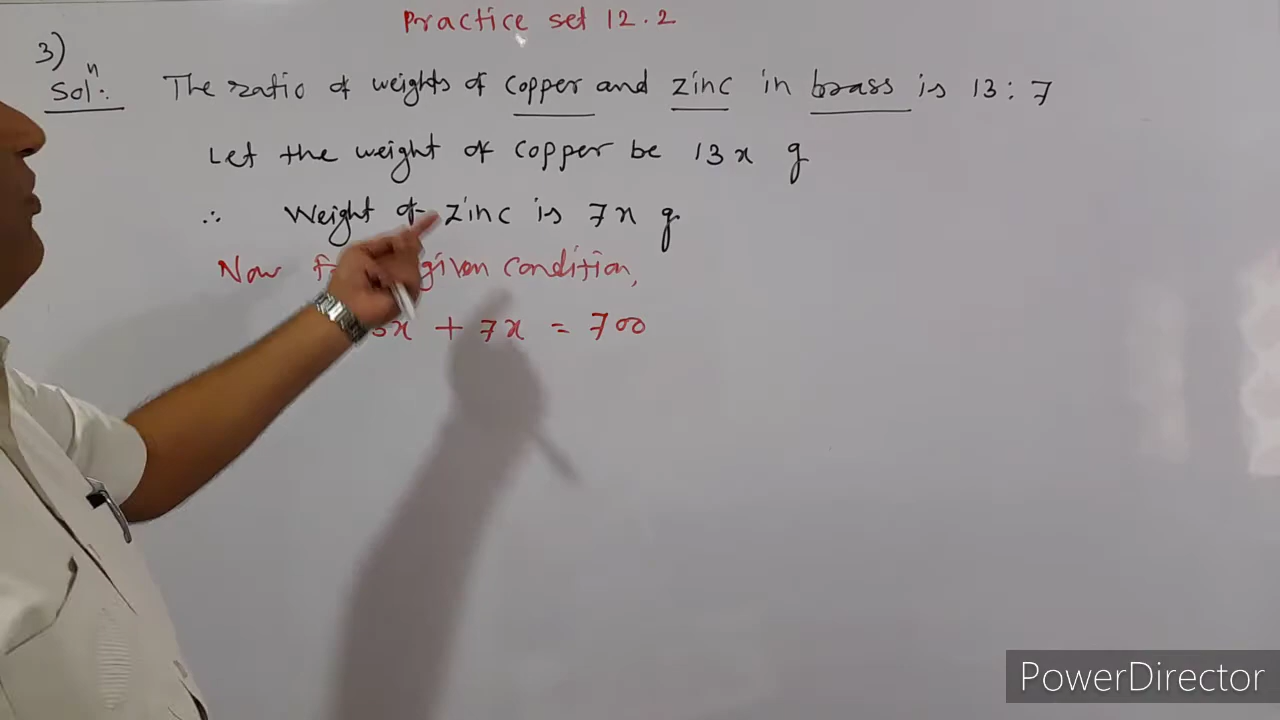 Practice set 12.2
3)
Solⁿ: The ratio of weights of copper and zinc in brass is 13:7
Let the weight of copper be 13x g
∴ Weight of zinc is 7x g
Now given condition,
x + 7x = 700
PowerDirector